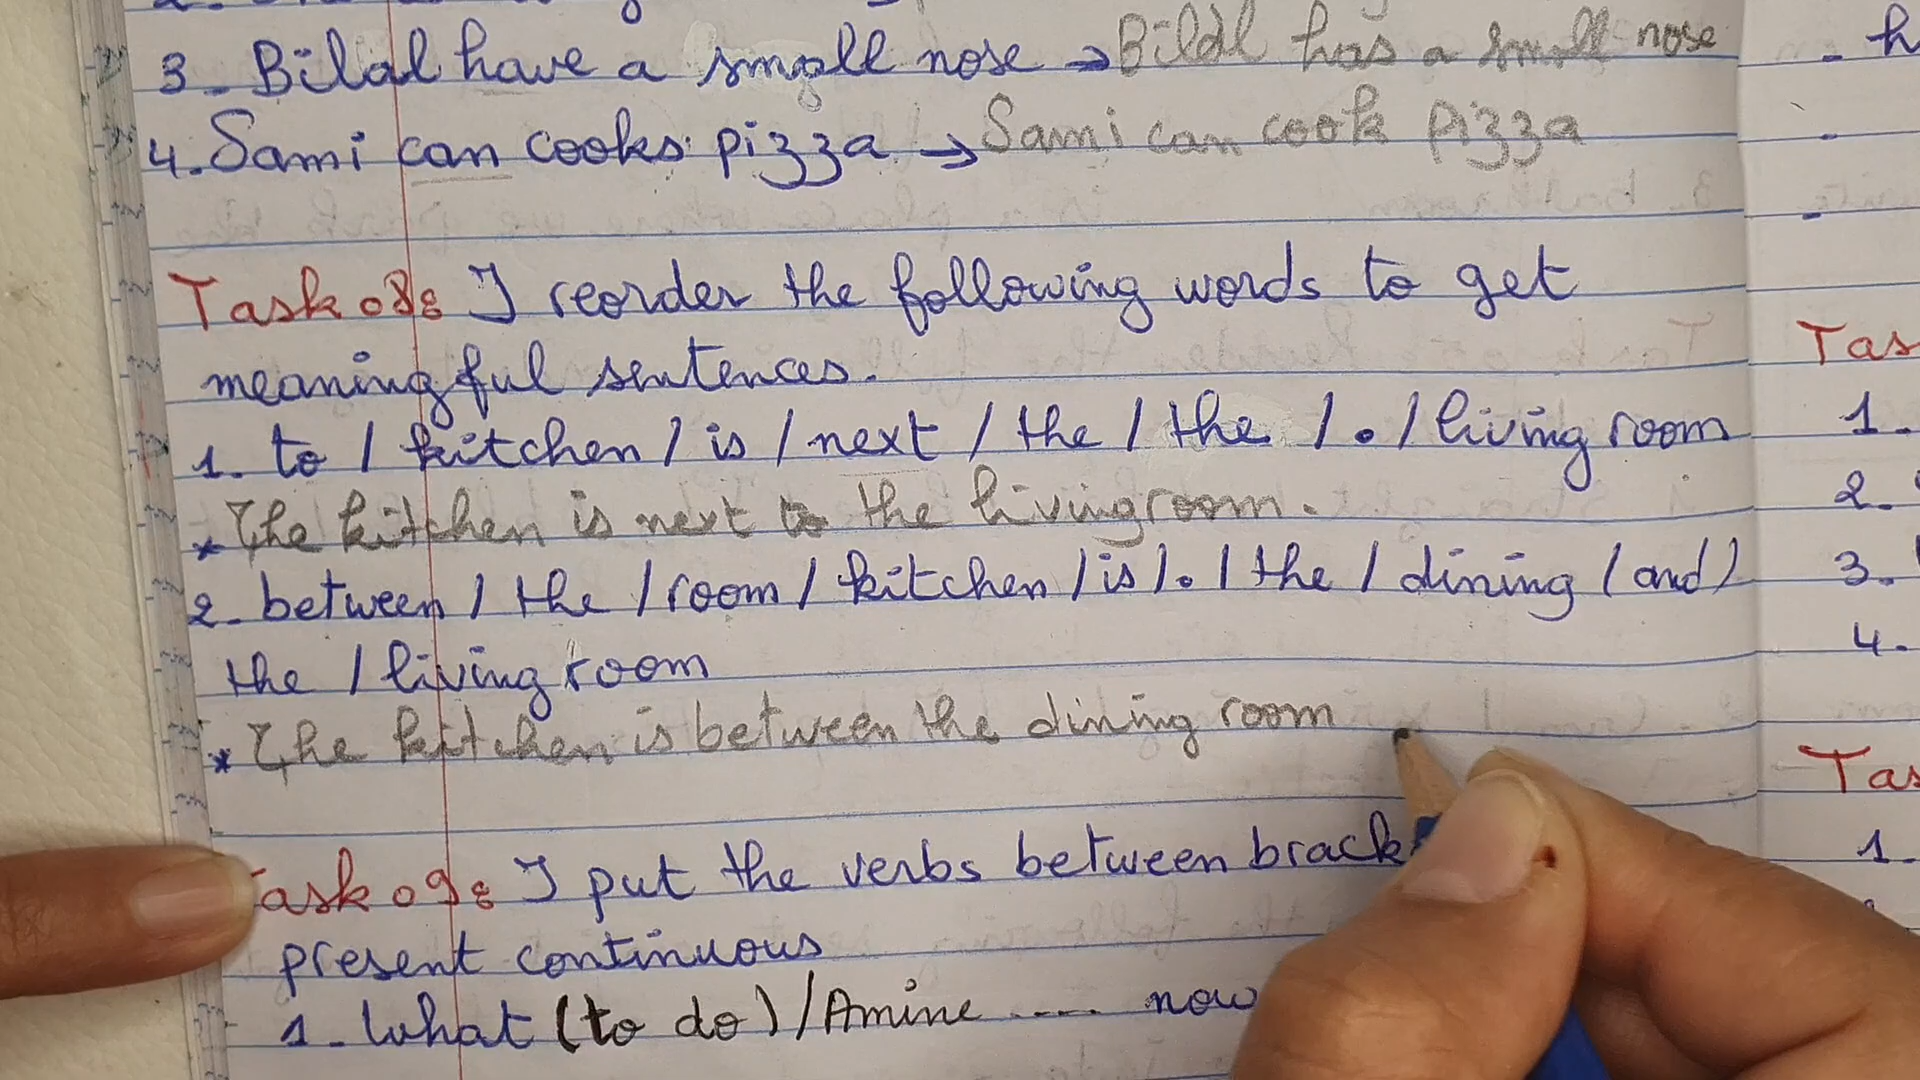 3_ Bilal have a small nose → Bilal has a small nose
4. Sami can cooks pizza → Sami can cook pizza
Task 08: I reorder the following words to get
meaningful sentences.
1. to / kitchen / is / next / the / the / . / living room
* The kitchen is next to the living room.
2. between / the / room / kitchen / is / . / the / dining / and /
the / living room
* The kitchen is between the dining room
Task 09: I put the verbs between brack
present continuous
1_ What (to do) / Amine .... now
- h
-
-
Tas
1.
2.
3.
4.
Tas
1.